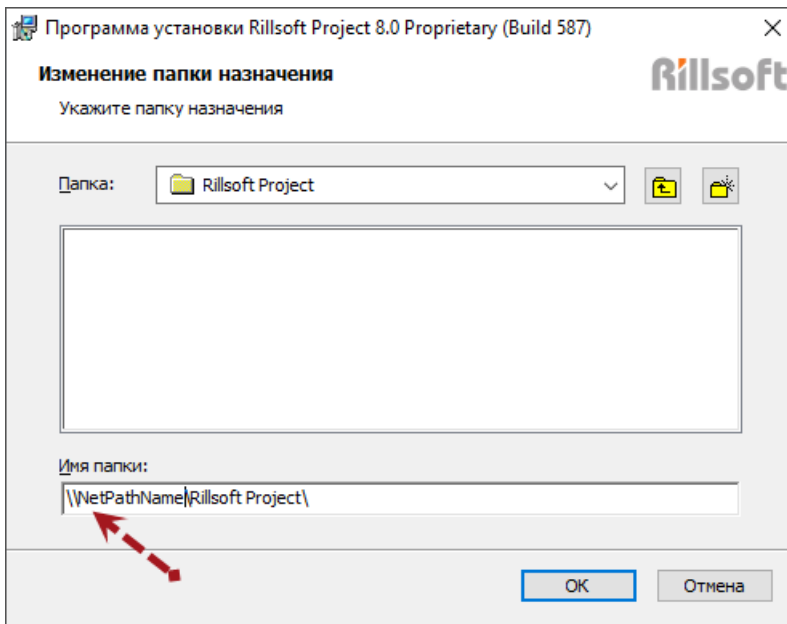 Программа установки Rillsoft Project 8.0 Proprietary (Build 587)
Изменение папки назначения
Rillsoft
Укажите папку назначения
Папка:
Rillsoft Project
Имя папки:
\\NetPathName\Rillsoft Project\
OK
Отмена